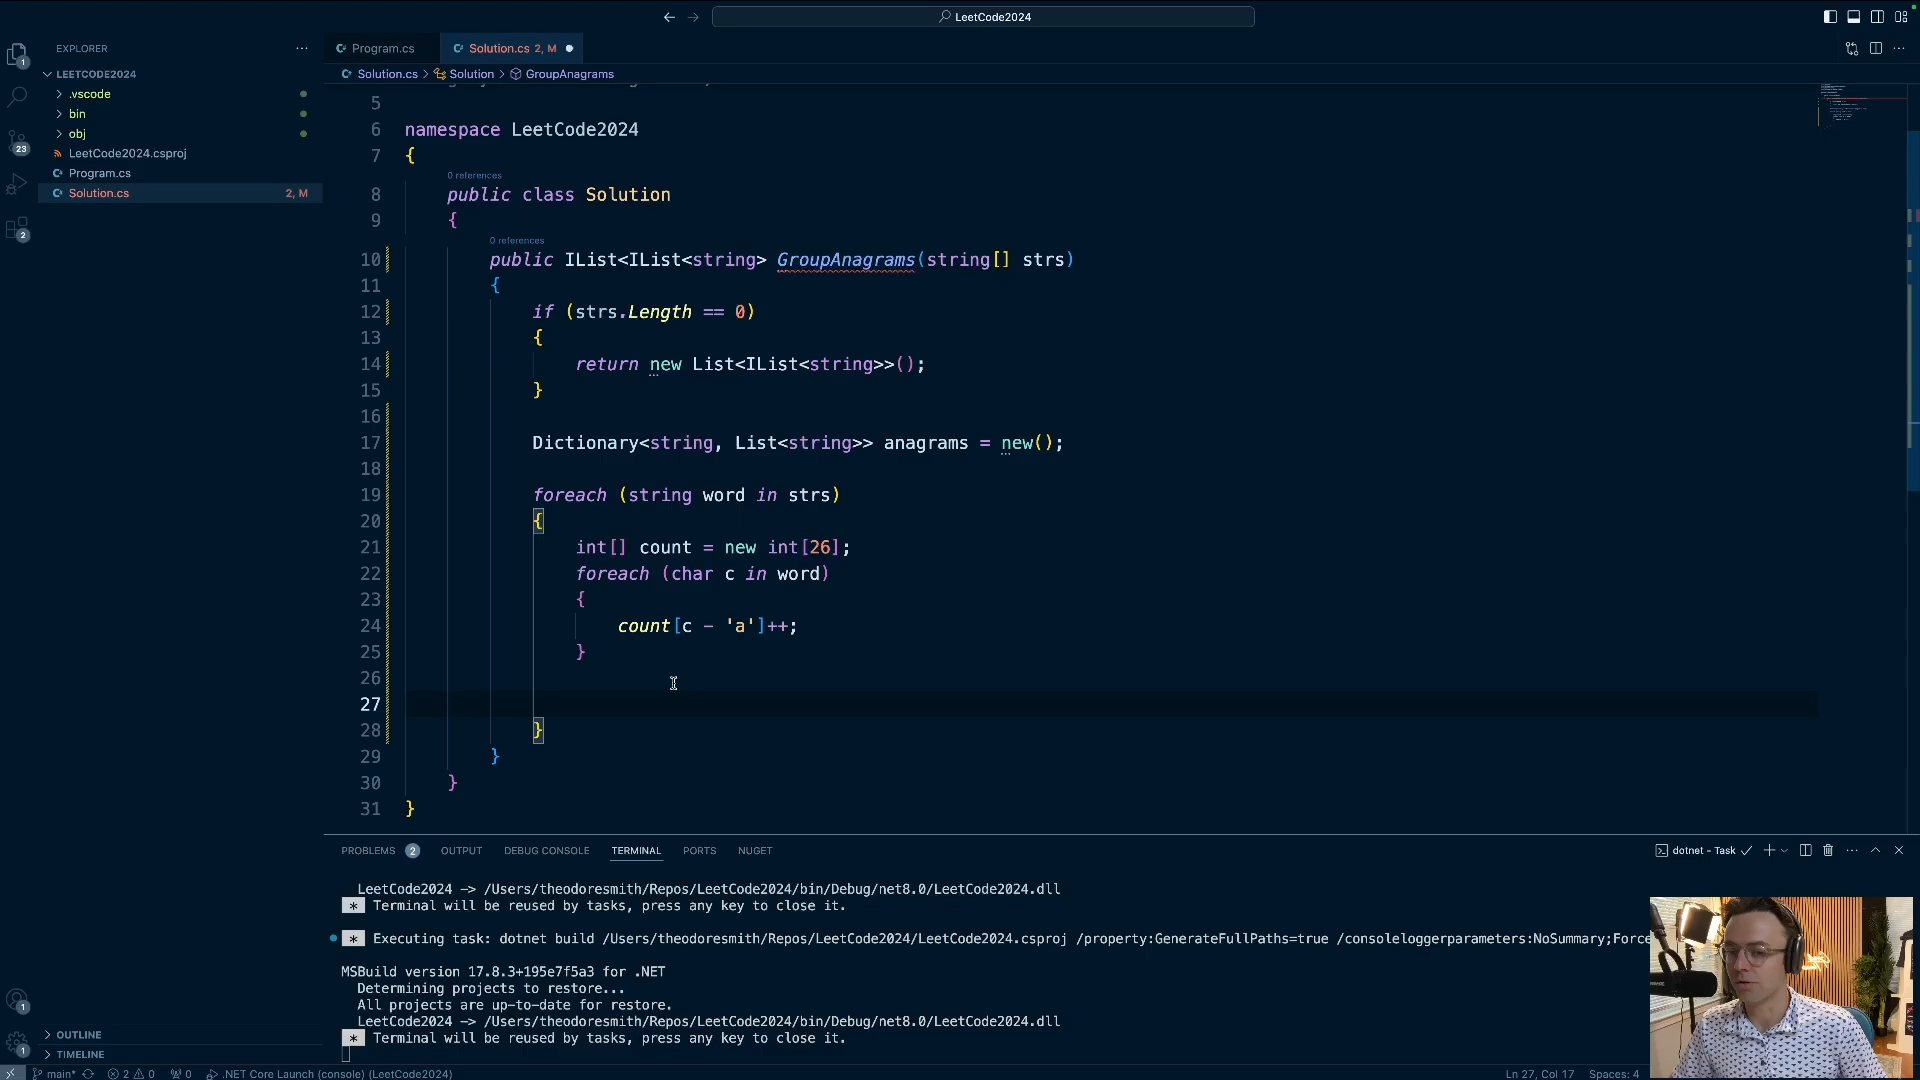 LeetCode2024
EXPLORER
LEETCODE2024
.vscode
bin
obj
LeetCode2024.csproj
Program.cs
Solution.cs 2, M
Program.cs
Solution.cs 2, M
Solution.cs > Solution > GroupAnagrams
5
6 namespace LeetCode2024
7 {
0 references
8 public class Solution
9 {
0 references
10 public IList<IList<string> GroupAnagrams(string[] strs)
11 {
12 if (strs.Length == 0)
13 {
14 return new List<IList<string>>();
15 }
16
17 Dictionary<string, List<string>> anagrams = new();
18
19 foreach (string word in strs)
20 {
21 int[] count = new int[26];
22 foreach (char c in word)
23 {
24 count[c - 'a']++;
25 }
26
27
28 }
29 }
30 }
31 }
PROBLEMS 2 OUTPUT DEBUG CONSOLE TERMINAL PORTS NUGET
dotnet - Task
LeetCode2024 -> /Users/theodoresmith/Repos/LeetCode2024/bin/Debug/net8.0/LeetCode2024.dll
* Terminal will be reused by tasks, press any key to close it.
* Executing task: dotnet build /Users/theodoresmith/Repos/LeetCode2024/LeetCode2024.csproj /property:GenerateFullPaths=true /consoleloggerparameters:NoSummary;Force
MSBuild version 17.8.3+195e7f5a3 for .NET
Determining projects to restore...
All projects are up-to-date for restore.
LeetCode2024 -> /Users/theodoresmith/Repos/LeetCode2024/bin/Debug/net8.0/LeetCode2024.dll
* Terminal will be reused by tasks, press any key to close it.
1
23
2
1
1
OUTLINE
TIMELINE
main* 2 0 0 .NET Core Launch (console) (LeetCode2024)
Ln 27, Col 17 Spaces: 4